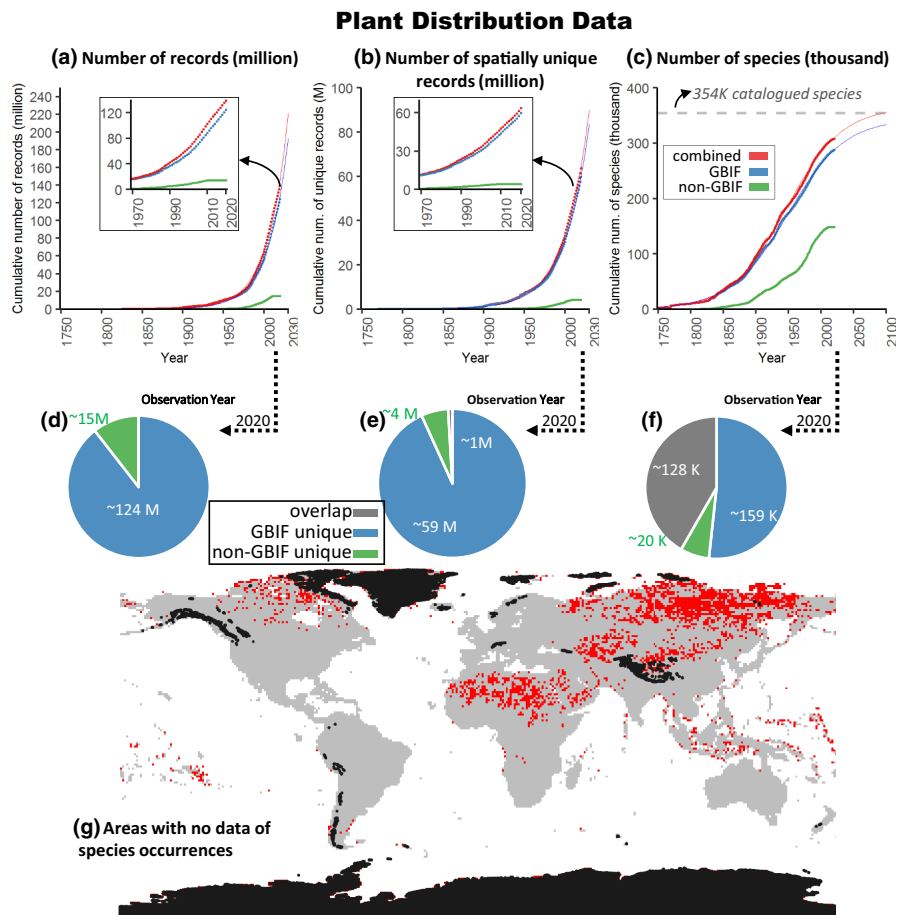 Plant Distribution Data
(a) Number of records (million)
(b) Number of spatially unique
records (million)
(c) Number of species (thousand)
Cumulative number of records (million)
240
220
200
180
160
140
120
100
80
60
40
20
0
1750
1800
1850
1900
1950
2000
2030
Year
120
80
40
0
1970
1990
2010
2020
Cumulative num. of unique records (M)
100
80
60
40
20
0
1750
1800
1850
1900
1950
2000
2030
Year
60
30
0
1970
1990
2010
2020
Cumulative num. of species (thousand)
400
300
200
100
0
1750
1800
1850
1900
1950
2000
2050
2100
Year
354K catalogued species
combined
GBIF
non-GBIF
(d)
Observation Year
2020
~15M
~124 M
(e)
Observation Year
2020
~4 M
~1M
~59 M
(f)
Observation Year
2020
~128 K
~159 K
~20 K
overlap
GBIF unique
non-GBIF unique
(g) Areas with no data of
species occurrences